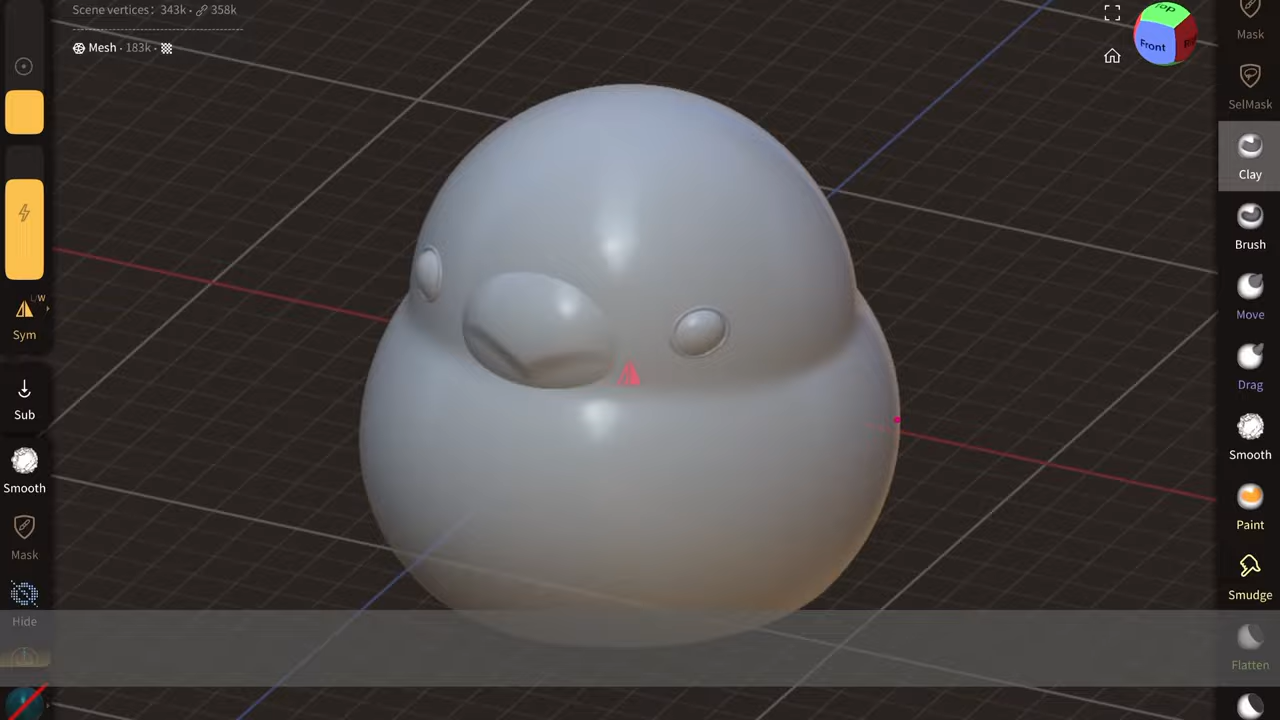 Scene vertices: 343k · 358k
Mesh · 183k ·
Top
Front
Mask
SelMask
Clay
Brush
Move
Drag
Smooth
Paint
Smudge
Flatten
Sym
Sub
Smooth
Mask
Hide